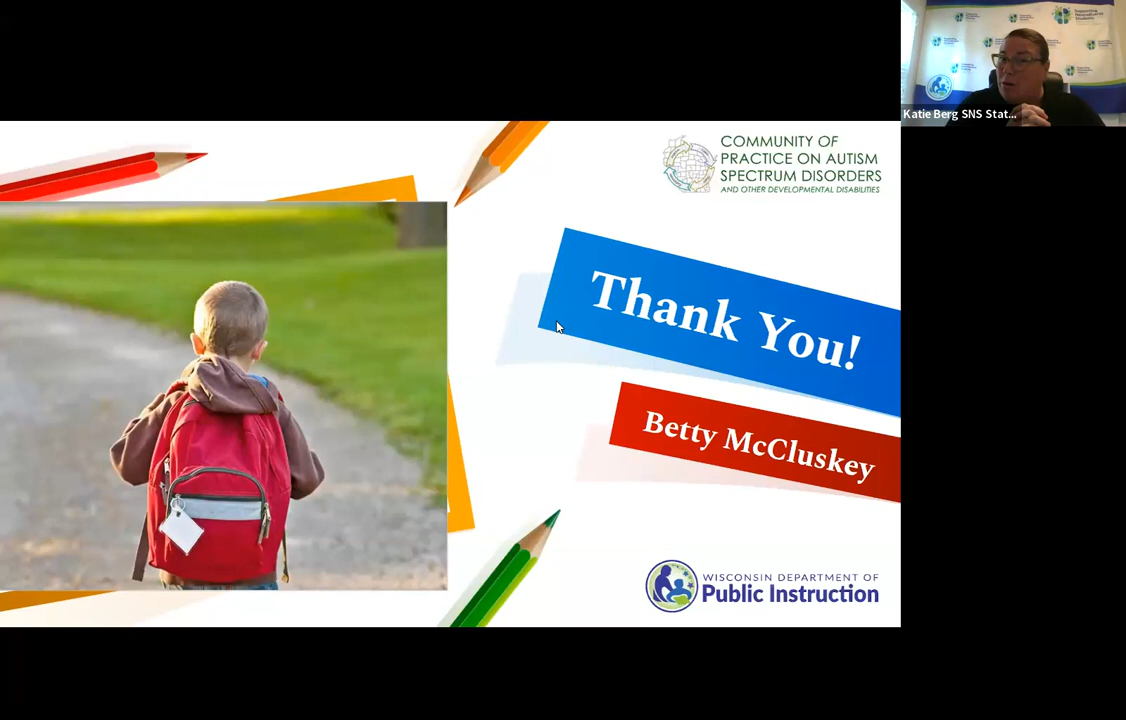 Katie Berg SNS Stat...
COMMUNITY OF
PRACTICE ON AUTISM
SPECTRUM DISORDERS
AND OTHER DEVELOPMENTAL DISABILITIES
Thank You!
Betty McCluskey
WISCONSIN DEPARTMENT OF
Public Instruction